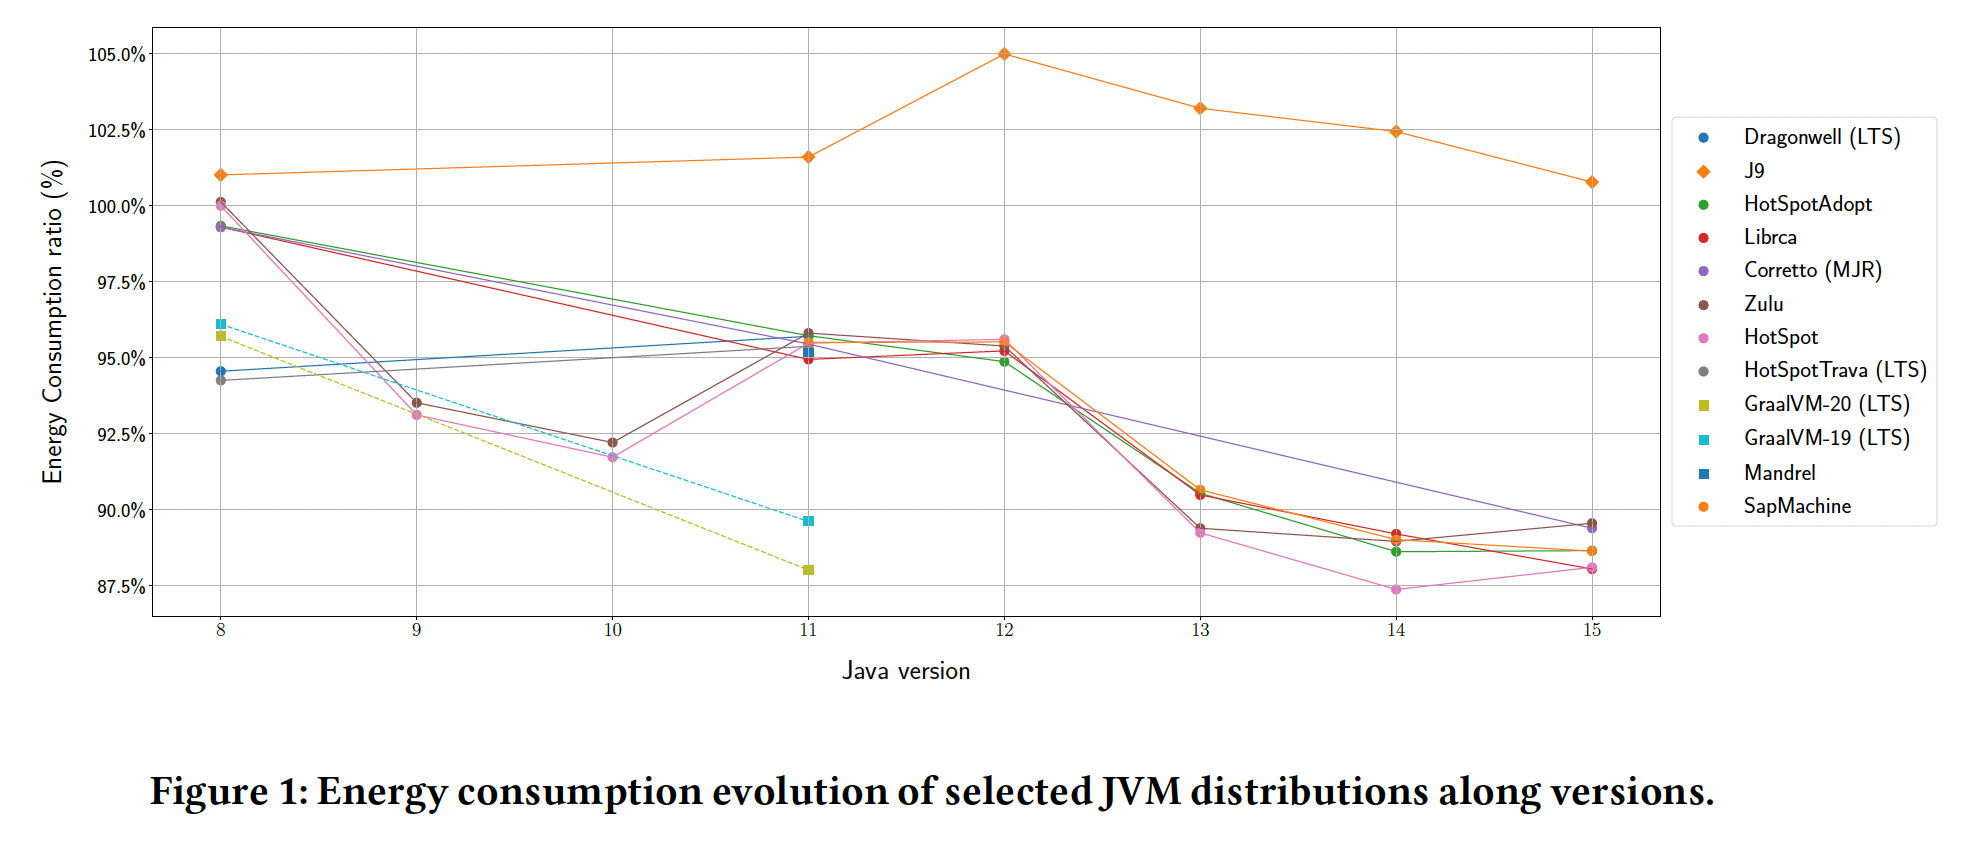 105.0%
102.5%
100.0%
97.5%
95.0%
92.5%
90.0%
87.5%
Energy Consumption ratio (%)
8 9 10 11 12 13 14 15
Java version
Dragonwell (LTS)
J9
HotSpotAdopt
Librca
Corretto (MJR)
Zulu
HotSpot
HotSpotTrava (LTS)
GraalVM-20 (LTS)
GraalVM-19 (LTS)
Mandrel
SapMachine
Figure 1: Energy consumption evolution of selected JVM distributions along versions.